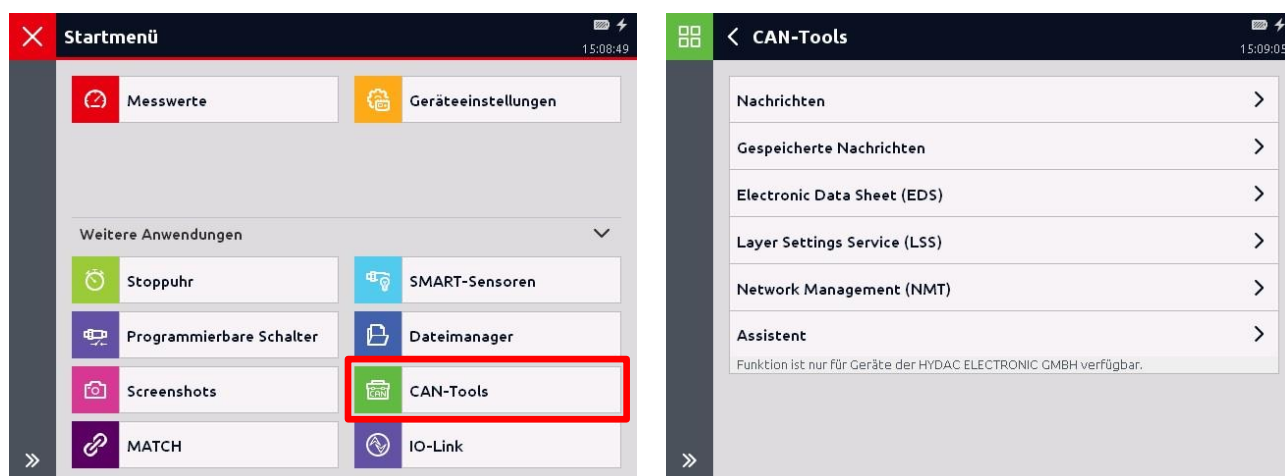 Startmenü
15:08:49
Messwerte
Geräteeinstellungen
Weitere Anwendungen
Stoppuhr
SMART-Sensoren
Programmierbare Schalter
Dateimanager
Screenshots
CAN
CAN-Tools
MATCH
IO-Link
CAN-Tools
15:09:05
Nachrichten
Gespeicherte Nachrichten
Electronic Data Sheet (EDS)
Layer Settings Service (LSS)
Network Management (NMT)
Assistent
Funktion ist nur für Geräte der HYDAC ELECTRONIC GMBH verfügbar.